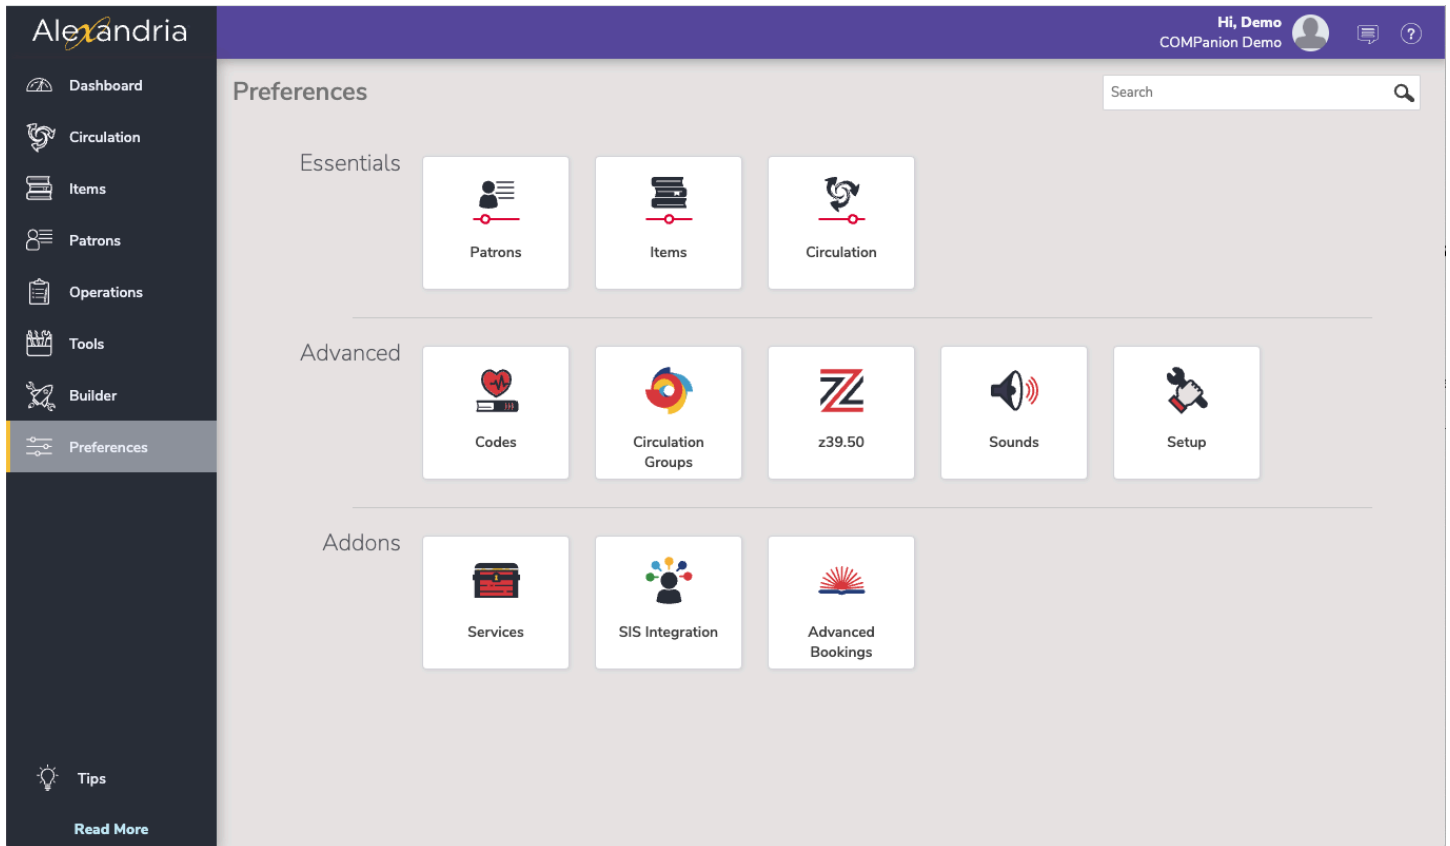 Alexandria
Hi, Demo
COMPanion Demo
?
Dashboard
Circulation
Items
Patrons
Operations
Tools
Builder
Preferences
Tips
Read More
Preferences
Search
Essentials
Patrons
Items
Circulation
Advanced
Codes
Circulation
Groups
z39.50
Sounds
Setup
Addons
Services
SIS Integration
Advanced
Bookings